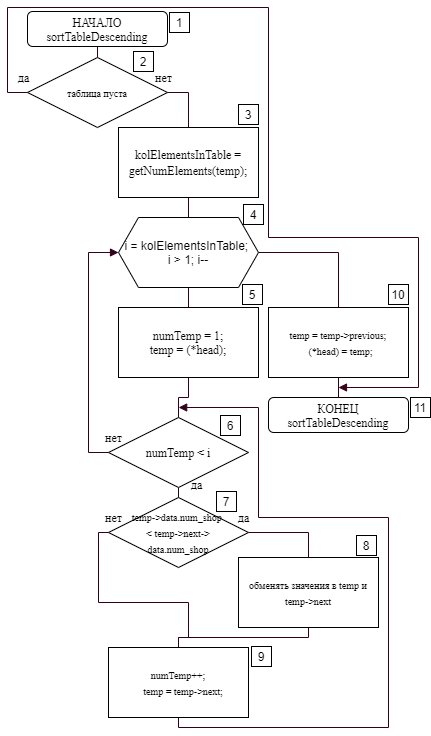 НАЧАЛО
sortTableDescending
1
2
да
нет
таблица пуста
3
kolElementsInTable =
getNumElements(temp);
4
i = kolElementsInTable;
i > 1; i--
5
10
numTemp = 1;
temp = (*head);
temp = temp->previous;
(*head) = temp;
КОНЕЦ
sortTableDescending
11
6
нет
numTemp < i
да
7
нет
temp->data.num_shop
< temp->next->
data.num_shop
да
8
обменять значения в temp и
temp->next
9
numTemp++;
temp = temp->next;